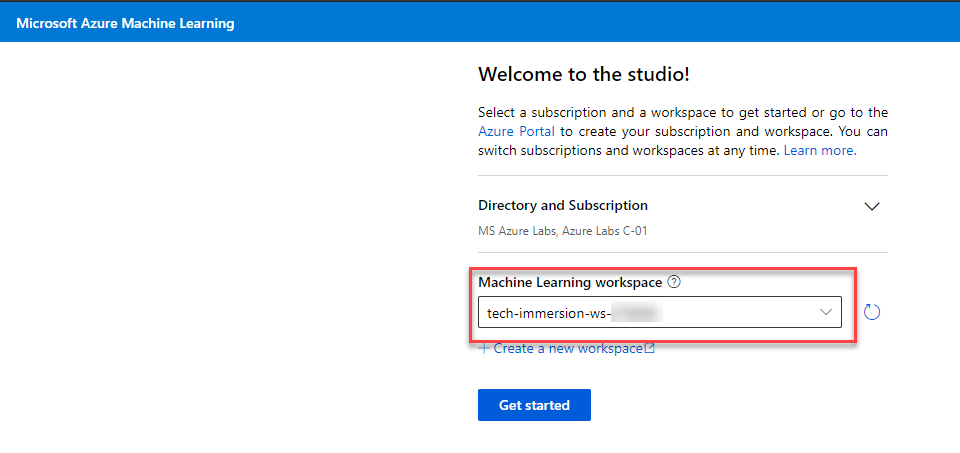 Microsoft Azure Machine Learning
Welcome to the studio!
Select a subscription and a workspace to get started or go to the
Azure Portal to create your subscription and workspace. You can
switch subscriptions and workspaces at any time. Learn more.
Directory and Subscription
MS Azure Labs, Azure Labs C-01
Machine Learning workspace ?
tech-immersion-ws-
+ Create a new workspace
Get started